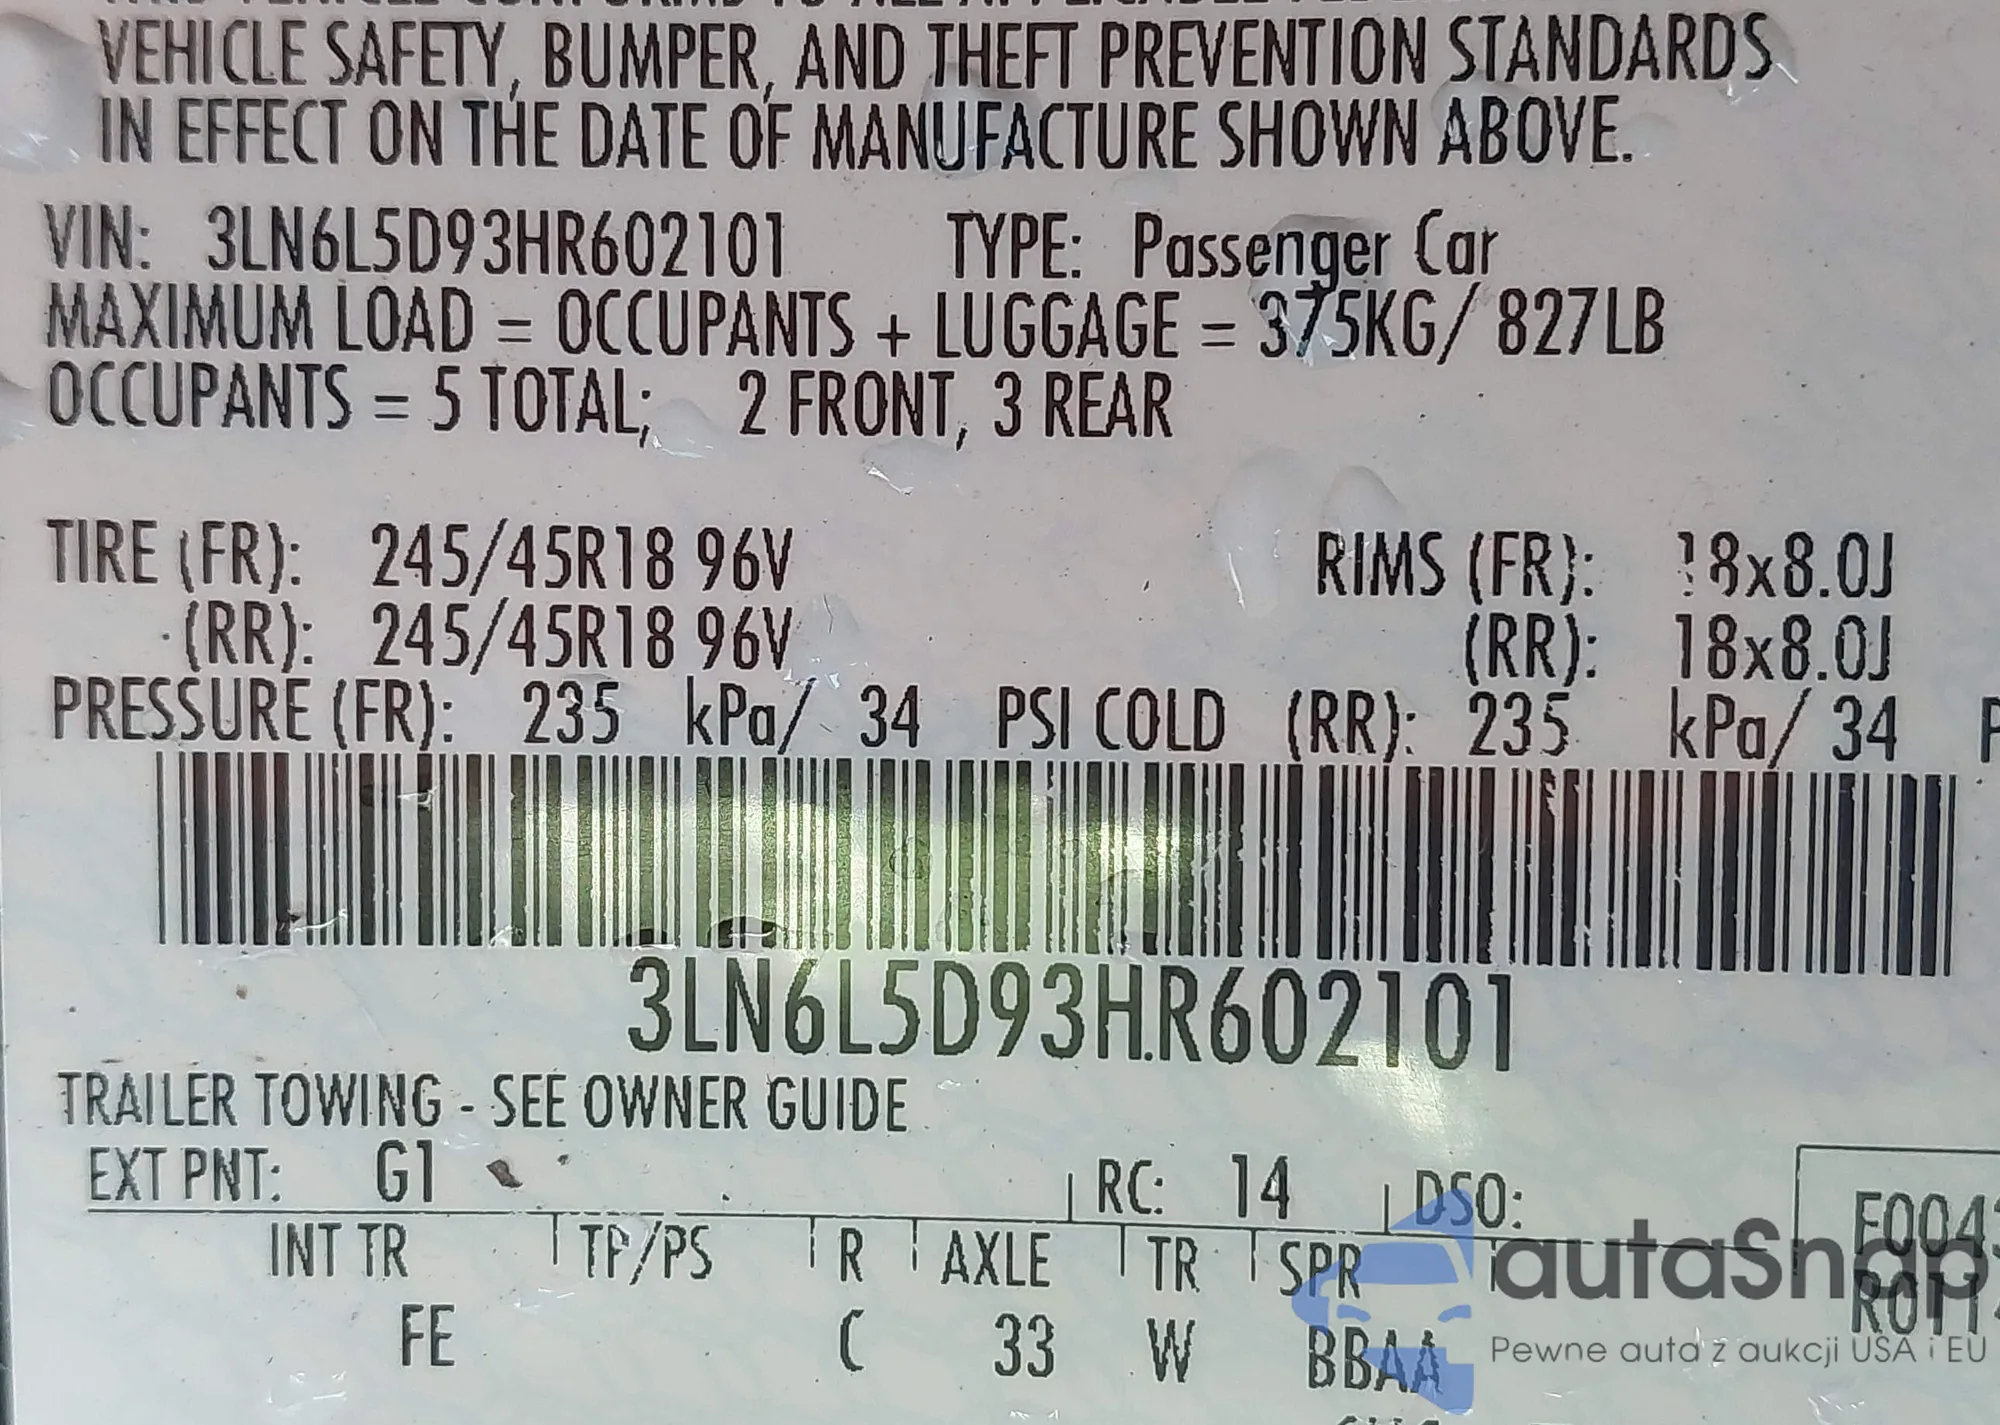 VEHICLE SAFETY, BUMPER, AND THEFT PREVENTION STANDARDS
IN EFFECT ON THE DATE OF MANUFACTURE SHOWN ABOVE.
VIN: 3LN6L5D93HR602101 TYPE: Passenger Car
MAXIMUM LOAD = OCCUPANTS + LUGGAGE = 375KG/ 827LB
OCCUPANTS = 5 TOTAL; 2 FRONT, 3 REAR
TIRE (FR): 245/45R18 96V RIMS (FR): 18x8.0J
(RR): 245/45R18 96V (RR): 18x8.0J
PRESSURE (FR): 235 kPa/ 34 PSI COLD (RR): 235 kPa/ 34
3LN6L5D93HR602101
TRAILER TOWING - SEE OWNER GUIDE
EXT PNT: G1 RC: 14 DSO:
INT TR TP/PS R AXLE TR SPR
FE C 33 W BBAA
autaSnap
Pewne auta z aukcji USA i EU